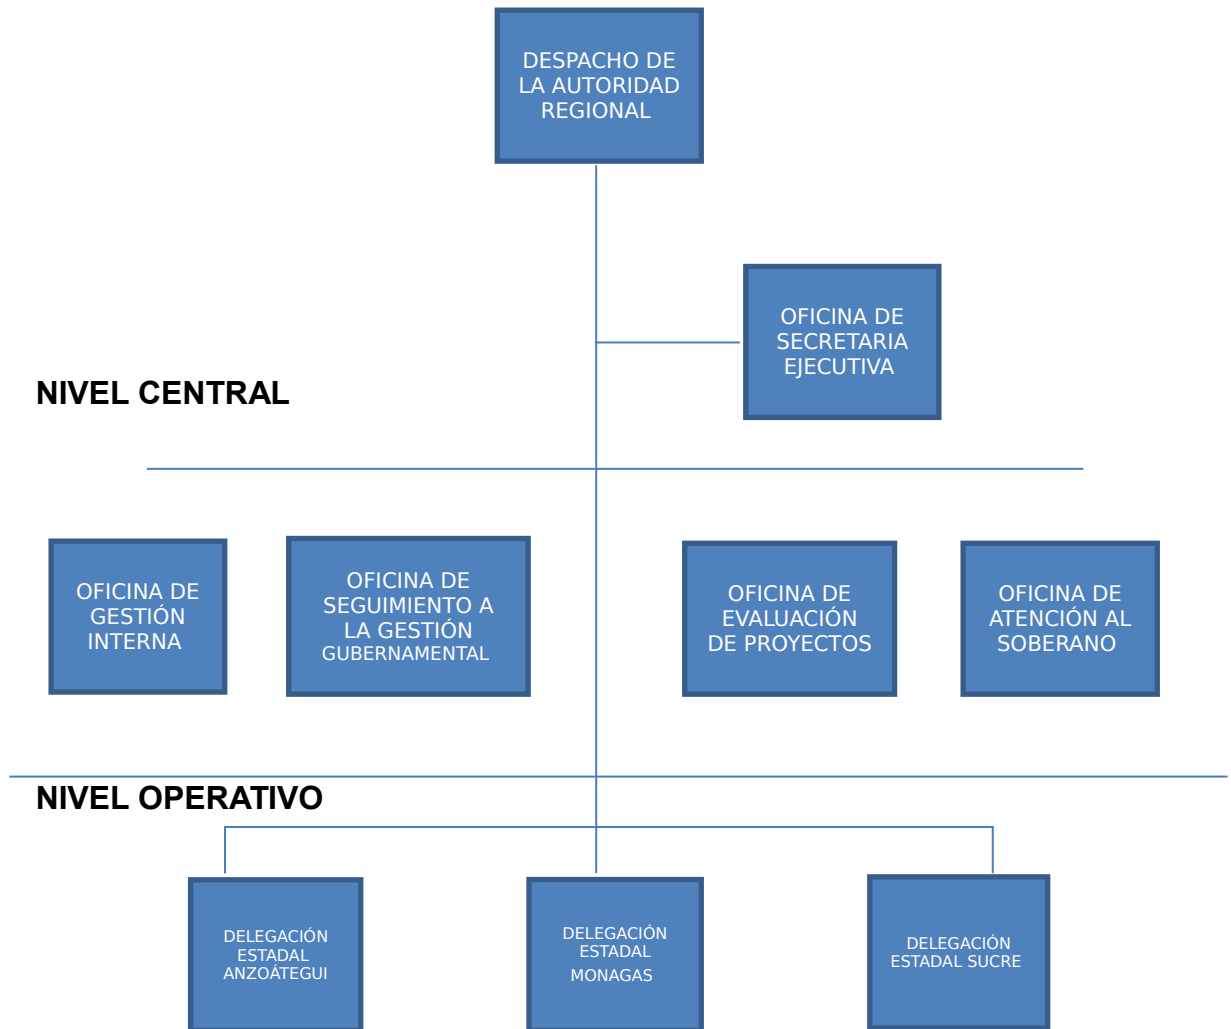 DESPACHO DE
LA AUTORIDAD
REGIONAL
OFICINA DE
SECRETARIA
EJECUTIVA
NIVEL CENTRAL
OFICINA DE
GESTIÓN
INTERNA
OFICINA DE
SEGUIMIENTO A
LA GESTIÓN
GUBERNAMENTAL
OFICINA DE
EVALUACIÓN
DE PROYECTOS
OFICINA DE
ATENCIÓN AL
SOBERANO
NIVEL OPERATIVO
DELEGACIÓN
ESTADAL
ANZOÁTEGUI
DELEGACIÓN
ESTADAL
MONAGAS
DELEGACIÓN
ESTADAL SUCRE